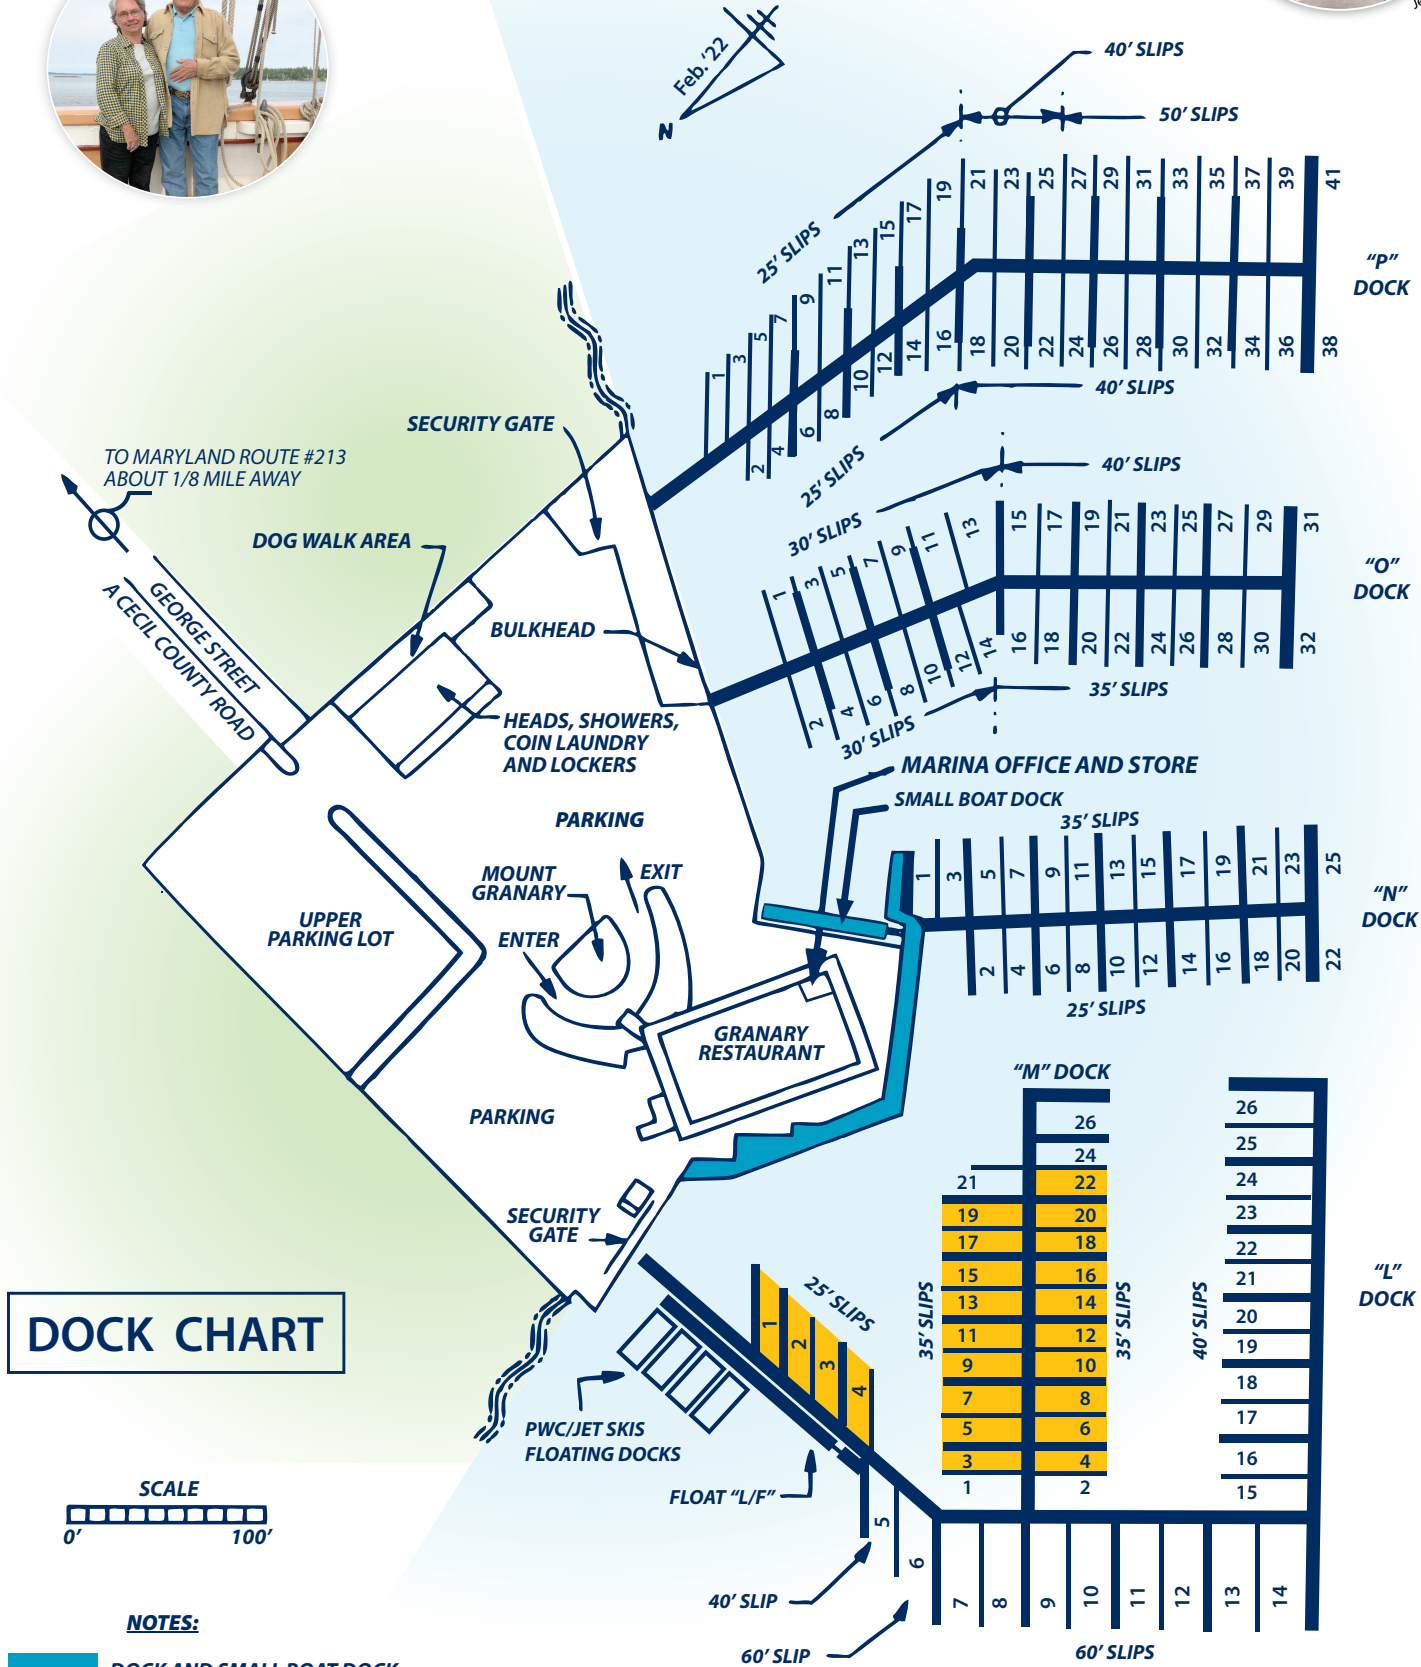 Feb. '22
N
40' SLIPS
50' SLIPS
25' SLIPS
1
3
5
7
9
11
13
15
17
19
21
23
25
27
29
31
33
35
37
39
41
2
4
6
8
10
12
14
16
18
20
22
24
26
28
30
32
34
36
38
"P"
DOCK
40' SLIPS
25' SLIPS
SECURITY GATE
TO MARYLAND ROUTE #213
ABOUT 1/8 MILE AWAY
40' SLIPS
30' SLIPS
1
3
5
7
9
11
13
15
17
19
21
23
25
27
29
31
2
4
6
8
10
12
14
16
18
20
22
24
26
28
30
32
"O"
DOCK
35' SLIPS
30' SLIPS
DOG WALK AREA
GEORGE STREET
A CECIL COUNTY ROAD
BULKHEAD
HEADS, SHOWERS,
COIN LAUNDRY
AND LOCKERS
MARINA OFFICE AND STORE
SMALL BOAT DOCK
35' SLIPS
PARKING
MOUNT
GRANARY
EXIT
ENTER
UPPER
PARKING LOT
1
3
5
7
9
11
13
15
17
19
21
23
25
2
4
6
8
10
12
14
16
18
20
22
"N"
DOCK
25' SLIPS
GRANARY
RESTAURANT
PARKING
"M" DOCK
26
24
21
22
19
20
17
18
15
16
13
14
11
12
9
10
7
8
5
6
3
4
1
2
35' SLIPS
35' SLIPS
26
25
24
23
22
21
20
19
18
17
16
15
40' SLIPS
"L"
DOCK
SECURITY
GATE
25' SLIPS
1
2
3
4
DOCK CHART
PWC/JET SKIS
FLOATING DOCKS
FLOAT "L/F"
SCALE
0' 100'
5
6
7
8
9
10
11
12
13
14
40' SLIP
60' SLIP
60' SLIPS
NOTES:
DOCK AND SMALL BOAT DOCK